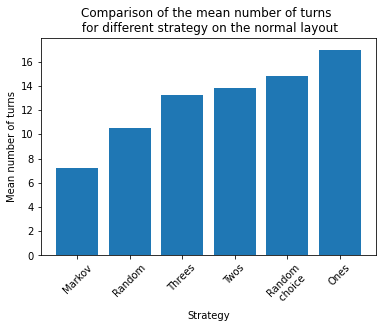 Comparison of the mean number of turns
for different strategy on the normal layout
Mean number of turns
16
14
12
10
8
6
4
2
0
Markov
Random
Threes
Twos
Random
choice
Ones
Strategy